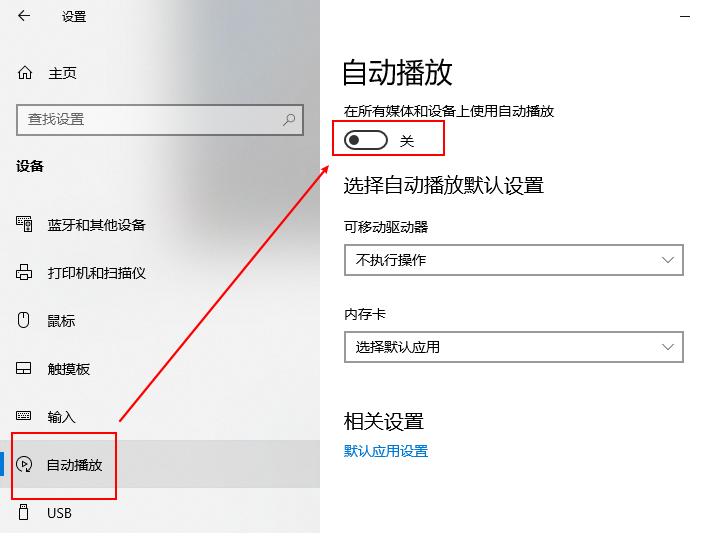 设置
主页
查找设置
设备
蓝牙和其他设备
打印机和扫描仪
鼠标
触摸板
输入
自动播放
USB
自动播放
在所有媒体和设备上使用自动播放
关
选择自动播放默认设置
可移动驱动器
不执行操作
内存卡
选择默认应用
相关设置
默认应用设置